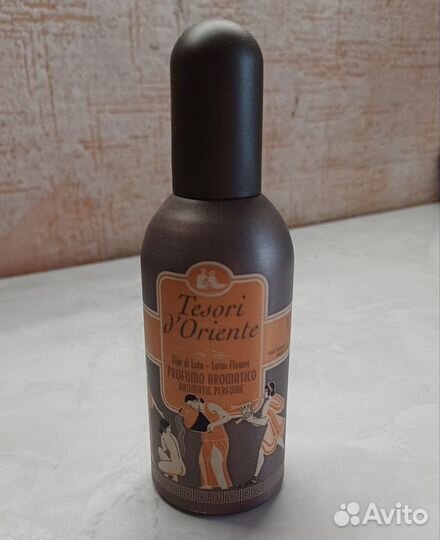 Tesori
d'Oriente
Fior di Loto - Lotus Flower
PROFUMO AROMATICO
AROMATIC PERFUME
Avito